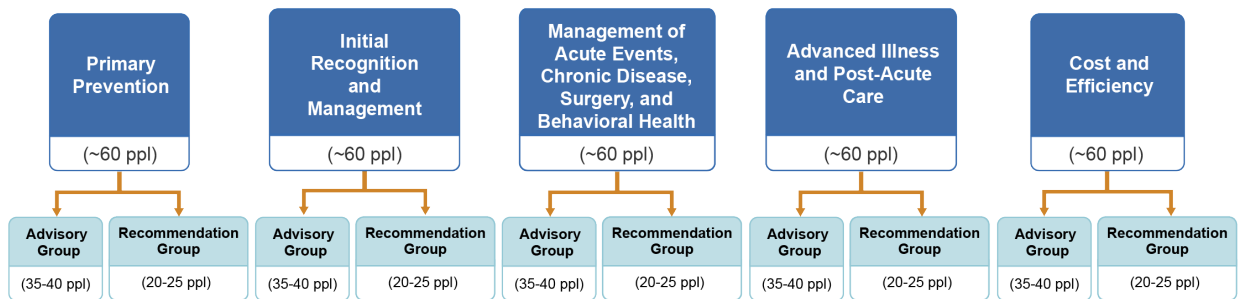 Primary
Prevention
(~60 ppl)
Advisory
Group
(35-40 ppl)
Recommendation
Group
(20-25 ppl)
Initial
Recognition
and
Management
(~60 ppl)
Advisory
Group
(35-40 ppl)
Recommendation
Group
(20-25 ppl)
Management of
Acute Events,
Chronic Disease,
Surgery, and
Behavioral Health
(~60 ppl)
Advisory
Group
(35-40 ppl)
Recommendation
Group
(20-25 ppl)
Advanced Illness
and Post-Acute
Care
(~60 ppl)
Advisory
Group
(35-40 ppl)
Recommendation
Group
(20-25 ppl)
Cost and
Efficiency
(~60 ppl)
Advisory
Group
(35-40 ppl)
Recommendation
Group
(20-25 ppl)